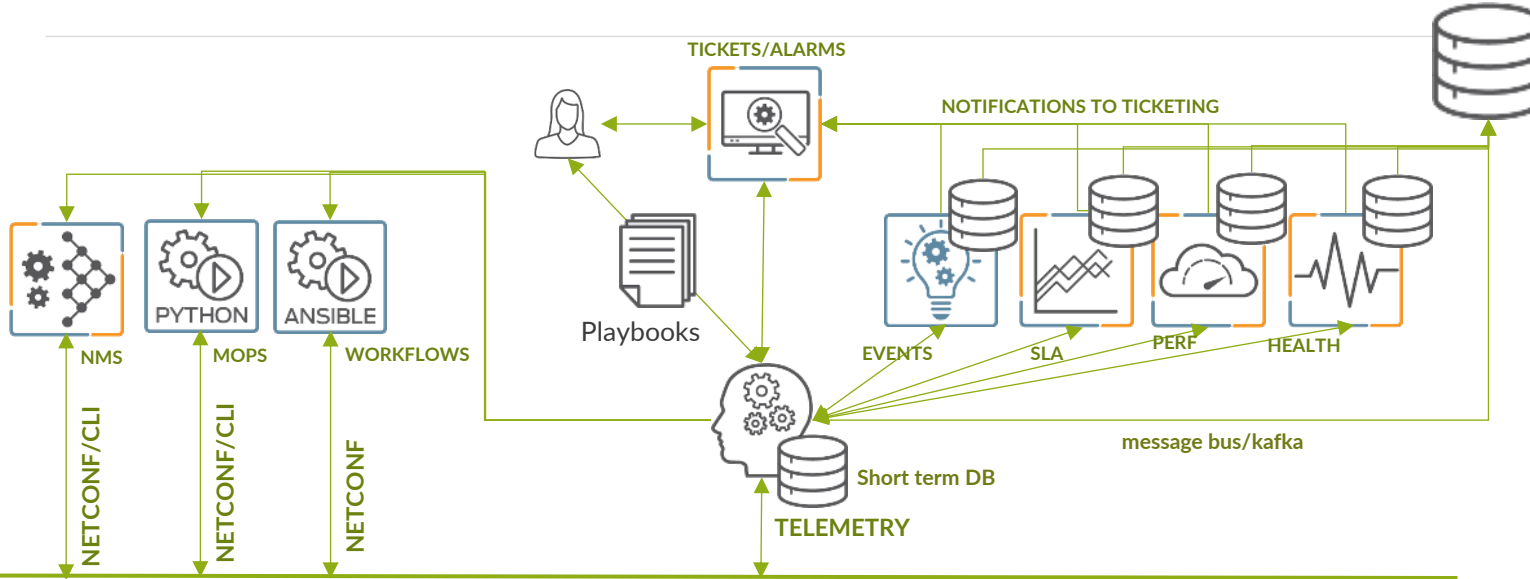 TICKETS/ALARMS
NOTIFICATIONS TO TICKETING
PYTHON
ANSIBLE
Playbooks
NMS
MOPS
WORKFLOWS
EVENTS
SLA
PERF
HEALTH
NETCONF/CLI
NETCONF/CLI
NETCONF
message bus/kafka
Short term DB
TELEMETRY